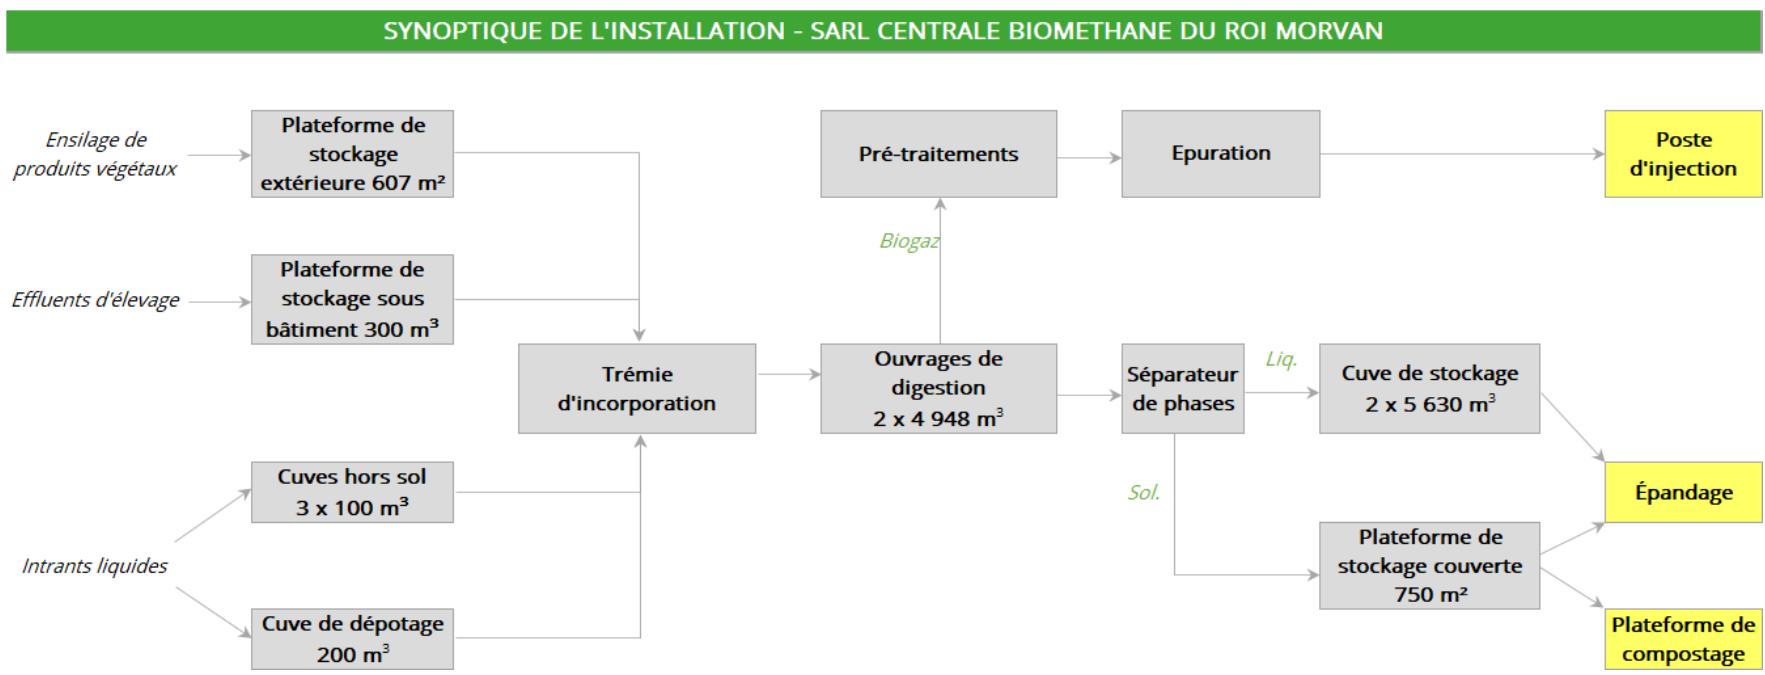 SYNOPTIQUE DE L'INSTALLATION - SARL CENTRALE BIOMETHANE DU ROI MORVAN
Ensilage de
produits végétaux
Plateforme de
stockage
extérieure 607 m²
Pré-traitements
Epuration
Poste
d'injection
Biogaz
Effluents d'élevage
Plateforme de
stockage sous
bâtiment 300 m³
Trémie
d'incorporation
Ouvrages de
digestion
2 x 4 948 m³
Séparateur
de phases
Liq.
Cuve de stockage
2 x 5 630 m³
Sol.
Épandage
Intrants liquides
Cuves hors sol
3 x 100 m³
Cuve de dépotage
200 m³
Plateforme de
stockage couverte
750 m²
Plateforme de
compostage